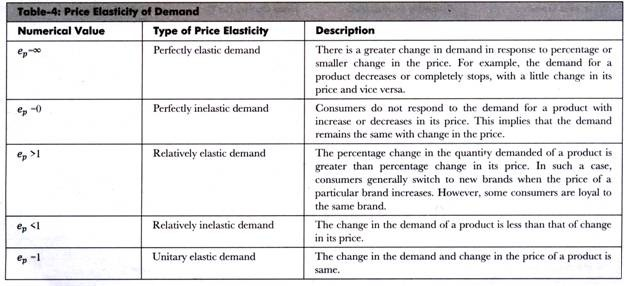 Table-4: Price Elasticity of Demand
Numerical Value Type of Price Elasticity Description
ep–∞ Perfectly elastic demand There is a greater change in demand in response to percentage or
smaller change in the price. For example, the demand for a
product decreases or completely stops, with a little change in its
price and vice versa.
ep –0 Perfectly inelastic demand Consumers do not respond to the demand for a product with
increase or decreases in its price. This implies that the demand
remains the same with change in the price.
ep >1 Relatively elastic demand The percentage change in the quantity demanded of a product is
greater than percentage change in its price. In such a case,
consumers generally switch to new brands when the price of a
particular brand increases. However, some consumers are loyal to
the same brand.
ep <1 Relatively inelastic demand The change in the demand of a product is less than that of change
in its price.
ep –1 Unitary elastic demand The change in the demand and change in the price of a product is
same.